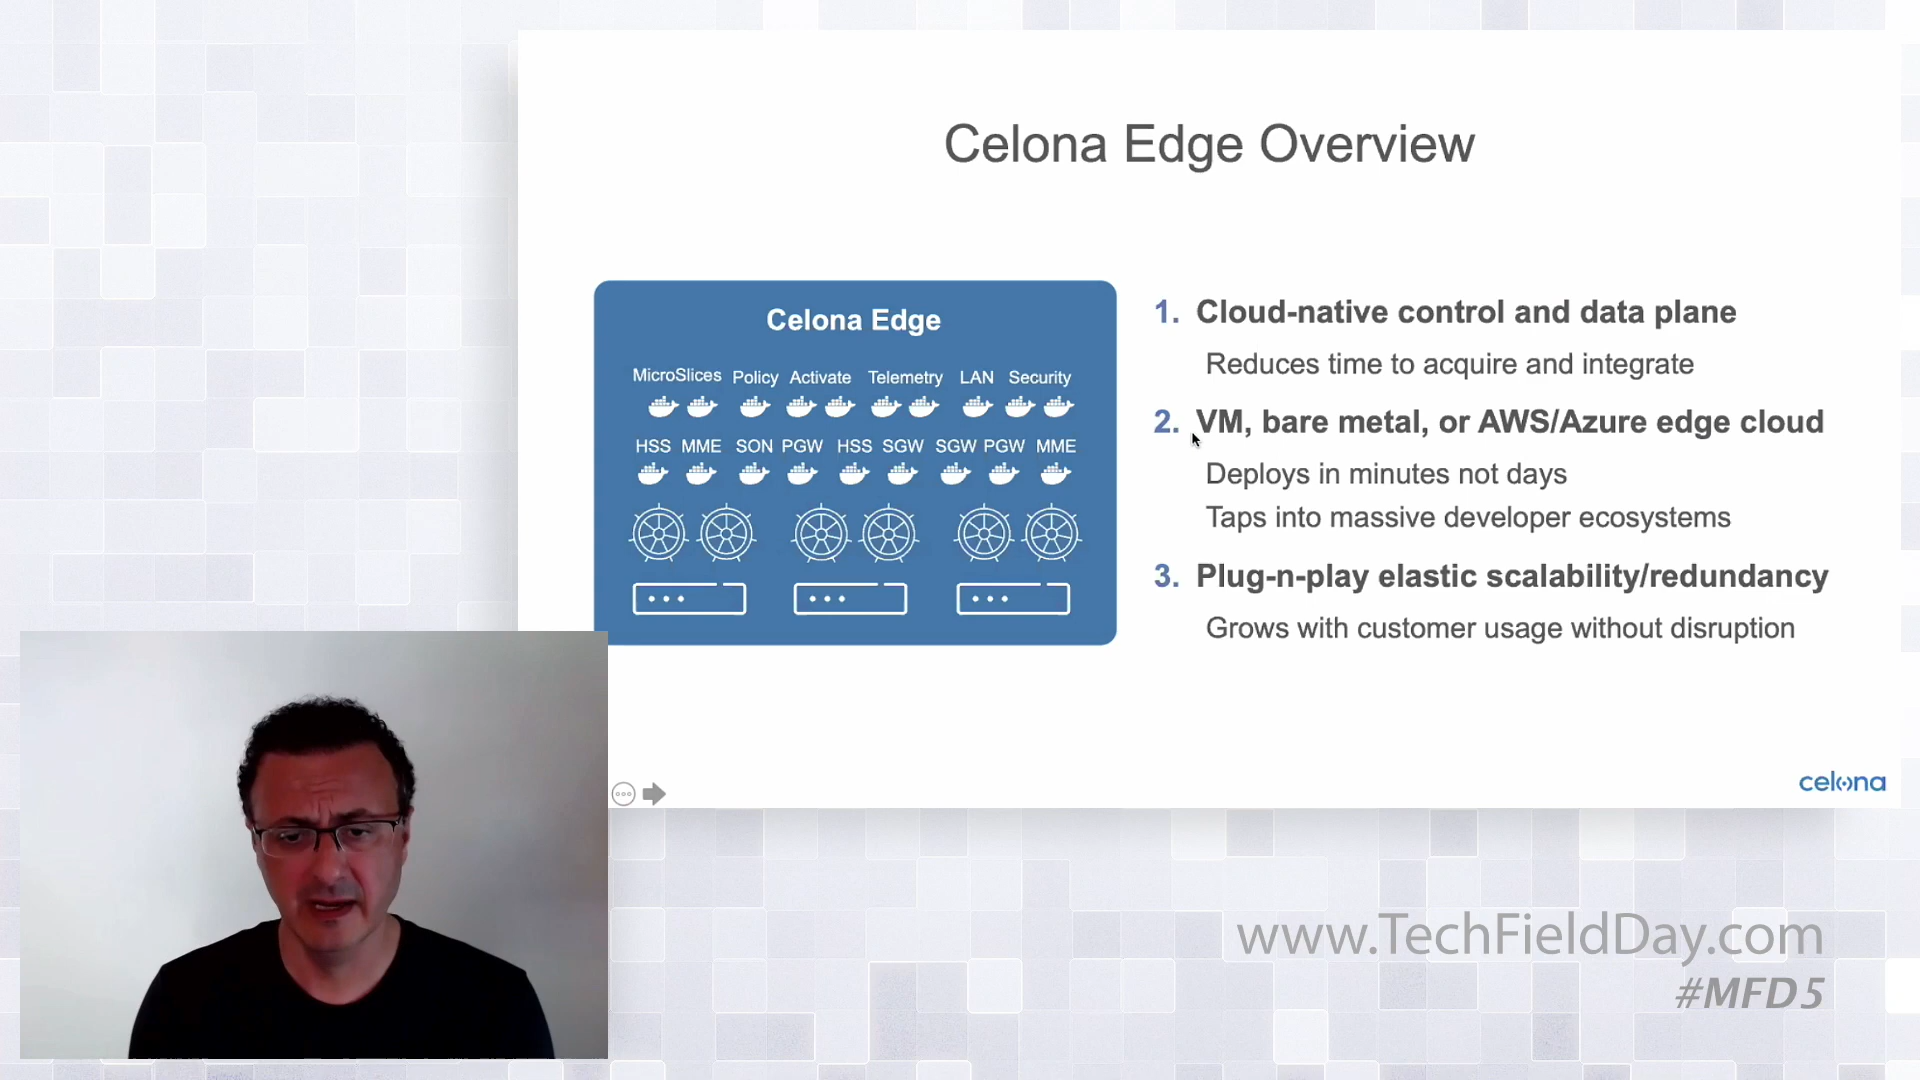 Celona Edge Overview
Celona Edge
MicroSlices Policy Activate Telemetry LAN Security
HSS MME SON PGW HSS SGW SGW PGW MME
1. Cloud-native control and data plane
Reduces time to acquire and integrate
2. VM, bare metal, or AWS/Azure edge cloud
Deploys in minutes not days
Taps into massive developer ecosystems
3. Plug-n-play elastic scalability/redundancy
Grows with customer usage without disruption
celona
www.TechFieldDay.com
#MFD5